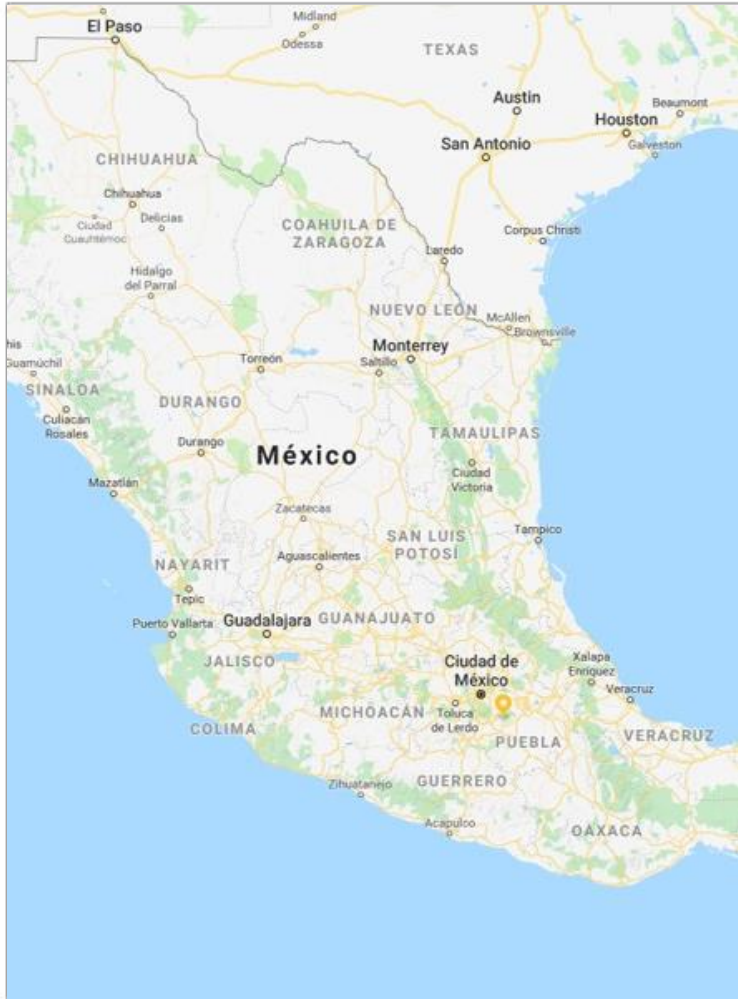 Midland
El Paso
Odessa
TEXAS
Austin
Beaumont
Houston
San Antonio
Galveston
CHIHUAHUA
Chihuahua
Ciudad
Cuauhtémoc
Delicias
COAHUILA DE
ZARAGOZA
Corpus Christi
Laredo
Hidalgo
del Parral
NUEVO LEÓN
McAllen
Brownsville
his
Guamúchil
Torreón
Saltillo
Monterrey
SINALOA
DURANGO
Culiacán
Rosales
TAMAULIPAS
Durango
México
Ciudad
Victoria
Mazatlán
Zacatecas
SAN LUIS
POTOSÍ
Tampico
Aguascalientes
NAYARIT
Tepic
Puerto Vallarta
Guadalajara
GUANAJUATO
JALISCO
Ciudad de
México
Xalapa
Enríquez
Veracruz
MICHOACÁN
Toluca
de Lerdo
COLIMA
PUEBLA
VERACRUZ
GUERRERO
Zihuatanejo
Acapulco
OAXACA